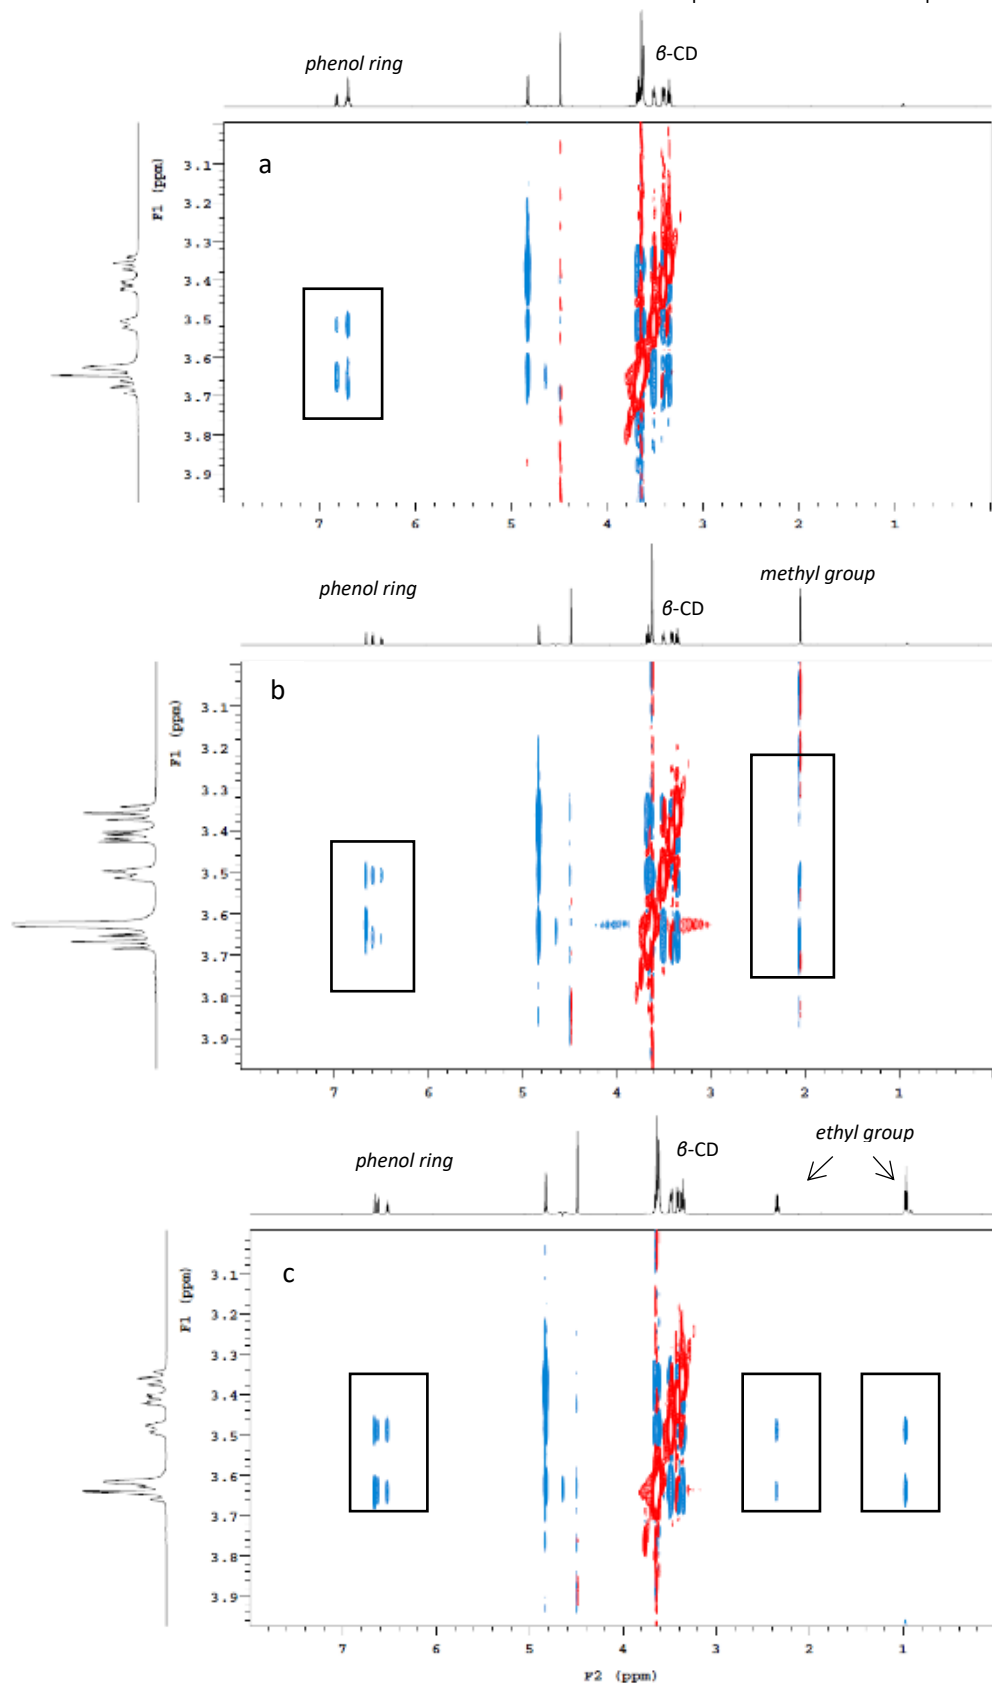 phenol ring
β-CD
a
F1 (ppm)
3.1
3.2
3.3
3.4
3.5
3.6
3.7
3.8
3.9
7 6 5 4 3 2 1
phenol ring
β-CD
methyl group
b
F1 (ppm)
3.1
3.2
3.3
3.4
3.5
3.6
3.7
3.8
3.9
7 6 5 4 3 2 1
phenol ring
β-CD
ethyl group
c
F1 (ppm)
3.1
3.2
3.3
3.4
3.5
3.6
3.7
3.8
3.9
7 6 5 4 3 2 1
F2 (ppm)